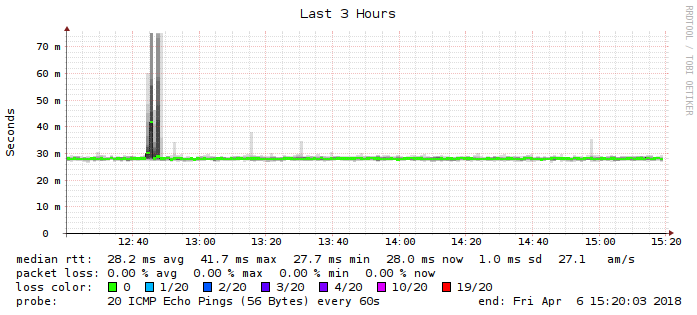 Last 3 Hours
RRDTOOL / TOBI OETIKER
Seconds
70 m
60 m
50 m
40 m
30 m
20 m
10 m
0
12:40 13:00 13:20 13:40 14:00 14:20 14:40 15:00 15:20
median rtt: 28.2 ms avg 41.7 ms max 27.7 ms min 28.0 ms now 1.0 ms sd 27.1 am/s
packet loss: 0.00 % avg 0.00 % max 0.00 % min 0.00 % now
loss color: 0 1/20 2/20 3/20 4/20 10/20 19/20
probe: 20 ICMP Echo Pings (56 Bytes) every 60s end: Fri Apr 6 15:20:03 2018